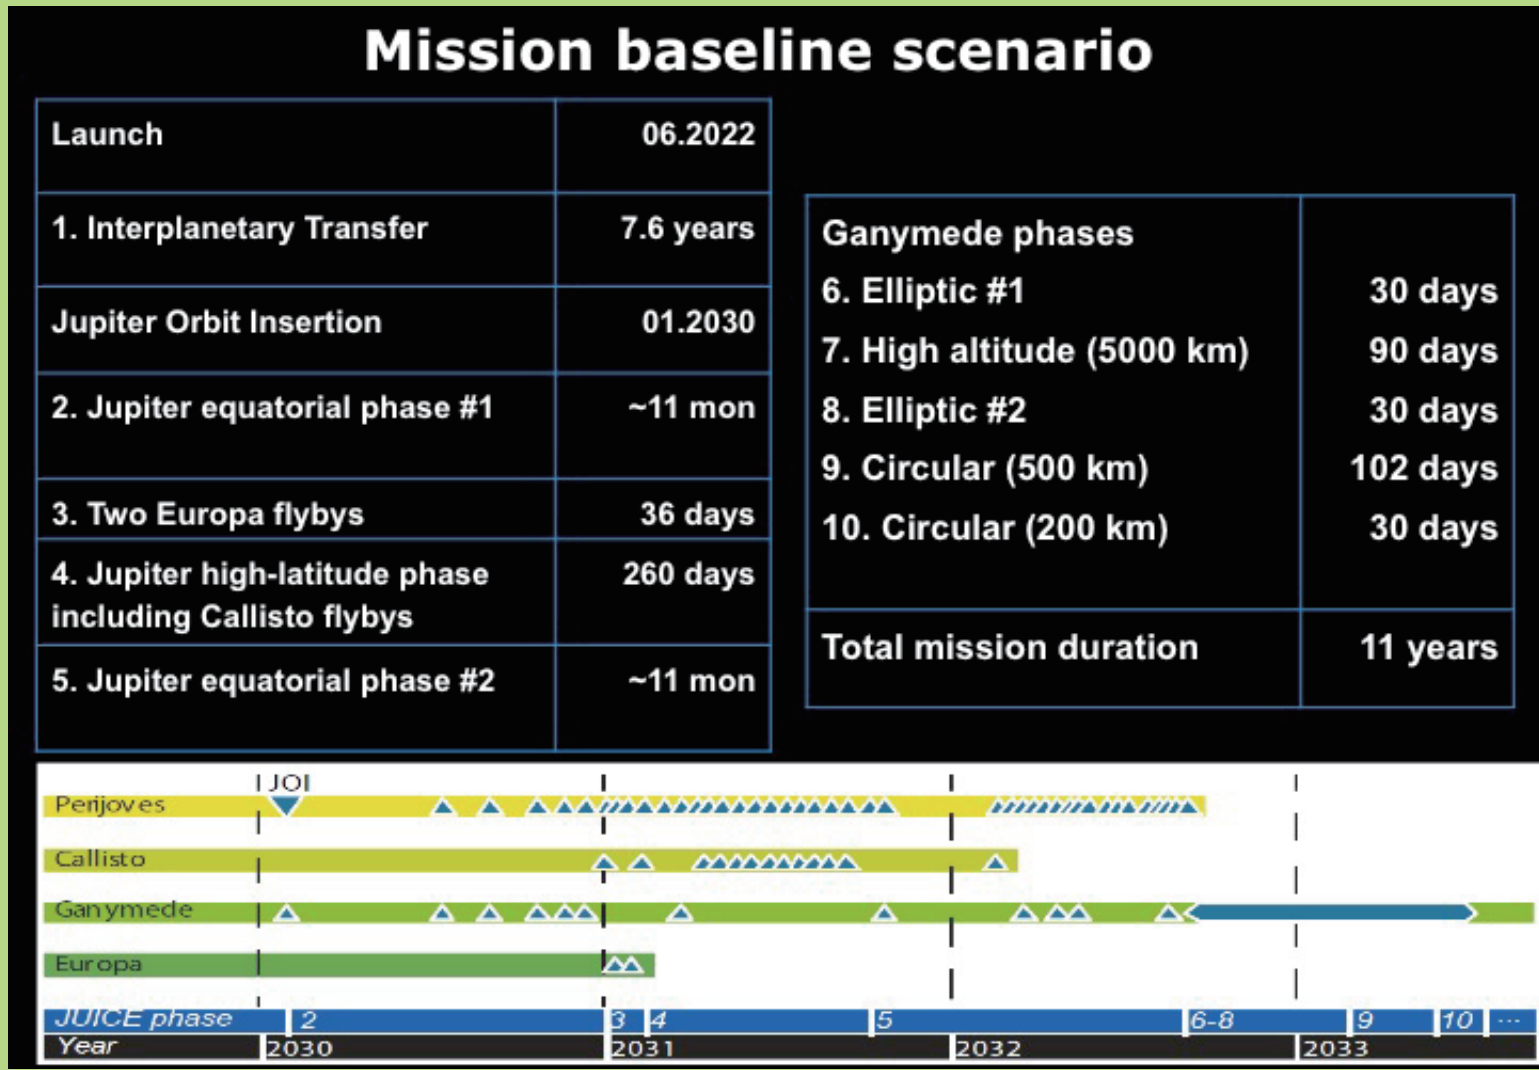 Mission baseline scenario
Launch 06.2022
1. Interplanetary Transfer 7.6 years
Jupiter Orbit Insertion 01.2030
2. Jupiter equatorial phase #1 ~11 mon
3. Two Europa flybys 36 days
4. Jupiter high-latitude phase 260 days
including Callisto flybys
5. Jupiter equatorial phase #2 ~11 mon
Ganymede phases
6. Elliptic #1 30 days
7. High altitude (5000 km) 90 days
8. Elliptic #2 30 days
9. Circular (500 km) 102 days
10. Circular (200 km) 30 days
Total mission duration 11 years
JOI
Perijoves
Callisto
Ganymede
Europa
JUICE phase 2 3 4 5 6-8 9 10 ...
Year 2030 2031 2032 2033